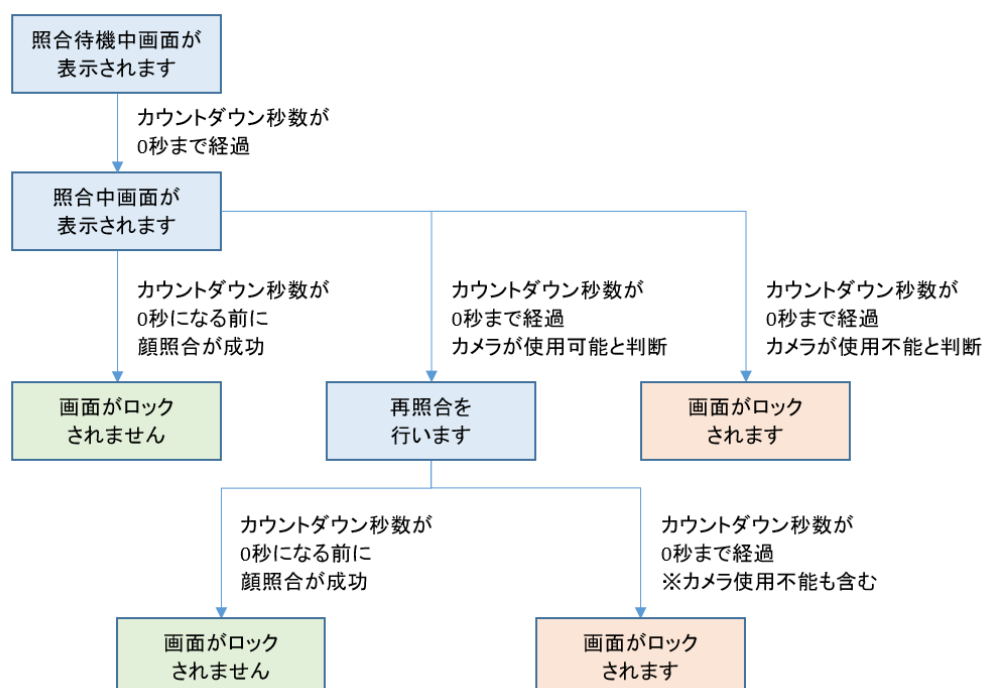 照合待機中画面が
表示されます
カウントダウン秒数が
0秒まで経過
照合中画面が
表示されます
カウントダウン秒数が
0秒になる前に
顔照合が成功
カウントダウン秒数が
0秒まで経過
カメラが使用可能と判断
カウントダウン秒数が
0秒まで経過
カメラが使用不能と判断
画面がロック
されません
再照合を
行います
画面がロック
されます
カウントダウン秒数が
0秒になる前に
顔照合が成功
カウントダウン秒数が
0秒まで経過
※カメラ使用不能も含む
画面がロック
されません
画面がロック
されます